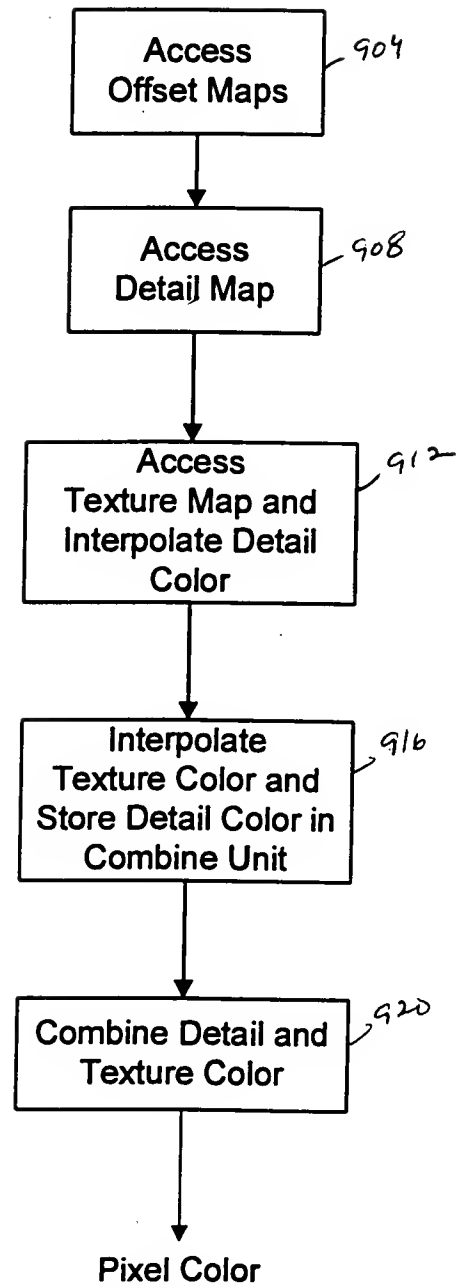 Access
Offset Maps
904
Access
Detail Map
908
Access
Texture Map and
Interpolate Detail
Color
912
Interpolate
Texture Color and
Store Detail Color in
Combine Unit
916
Combine Detail and
Texture Color
920
Pixel Color